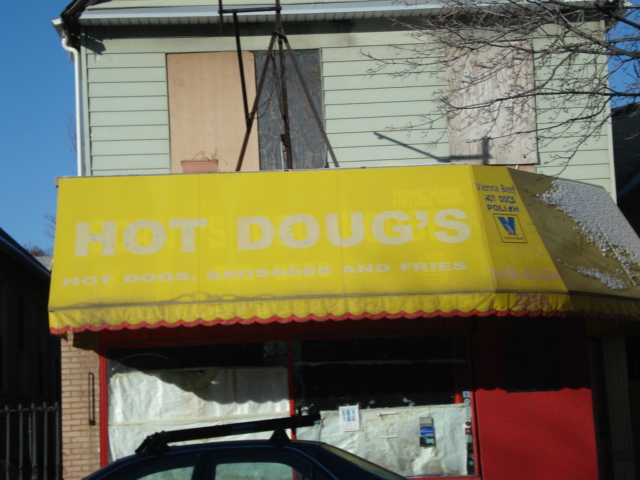 HOT DOUG'S
HOT DOGS, SAUSAGES AND FRIES
Vienna Beef
HOT DOGS
POLISH
V